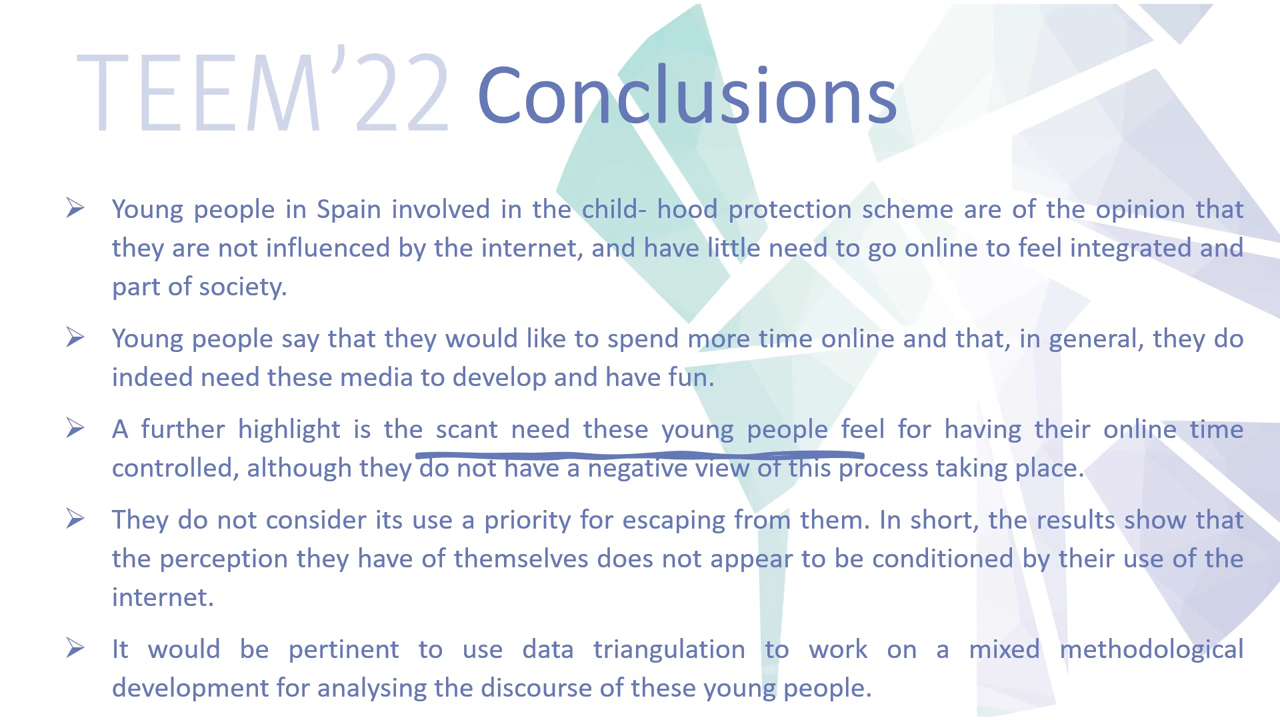 TEEM’22 Conclusions
Young people in Spain involved in the child- hood protection scheme are of the opinion that
they are not influenced by the internet, and have little need to go online to feel integrated and
part of society.
Young people say that they would like to spend more time online and that, in general, they do
indeed need these media to develop and have fun.
A further highlight is the scant need these young people feel for having their online time
controlled, although they do not have a negative view of this process taking place.
They do not consider its use a priority for escaping from them. In short, the results show that
the perception they have of themselves does not appear to be conditioned by their use of the
internet.
It would be pertinent to use data triangulation to work on a mixed methodological
development for analysing the discourse of these young people.